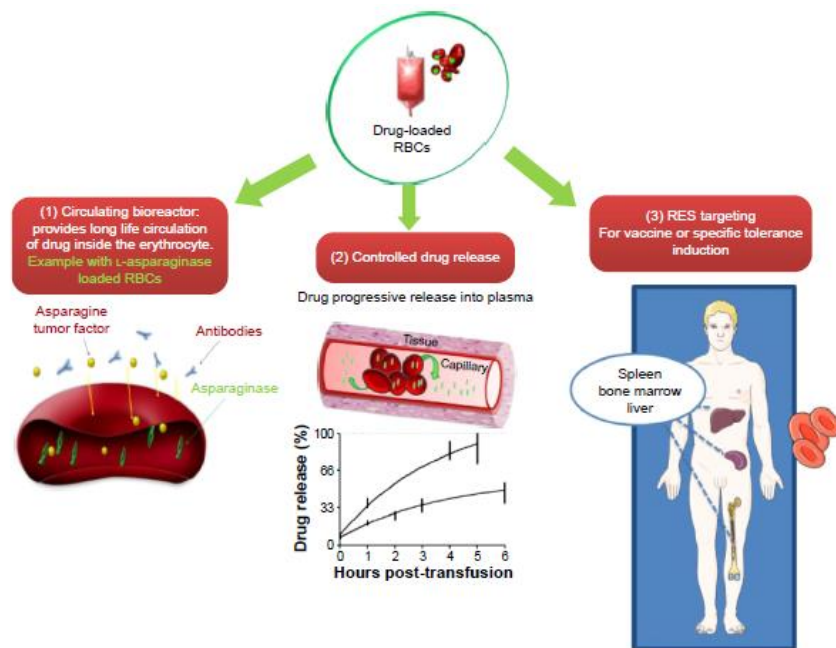 Drug-loaded
RBCs
(1) Circulating bioreactor:
provides long life circulation
of drug inside the erythrocyte.
Example with L-asparaginase
loaded RBCs
Asparagine
tumor factor
Antibodies
Asparaginase
(2) Controlled drug release
Drug progressive release into plasma
Tissue
Capillary
Drug release (%)
100
66
33
0
0 1 2 3 4 5 6
Hours post-transfusion
(3) RES targeting
For vaccine or specific tolerance
induction
Spleen
bone marrow
liver